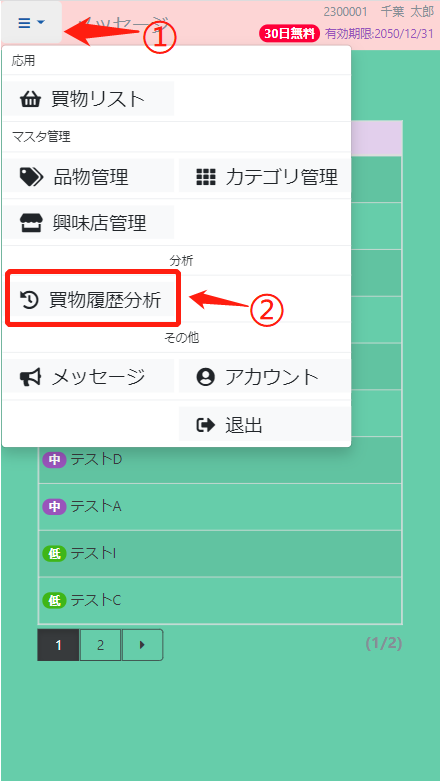 メッセージ
①
2300001 千葉 太郎
30日無料 有効期限:2050/12/31
応用
買物リスト
マスタ管理
品物管理
カテゴリ管理
興味店管理
分析
買物履歴分析
②
その他
メッセージ
アカウント
退出
中 テストD
中 テストA
低 テストI
低 テストC
1 2
(1/2)